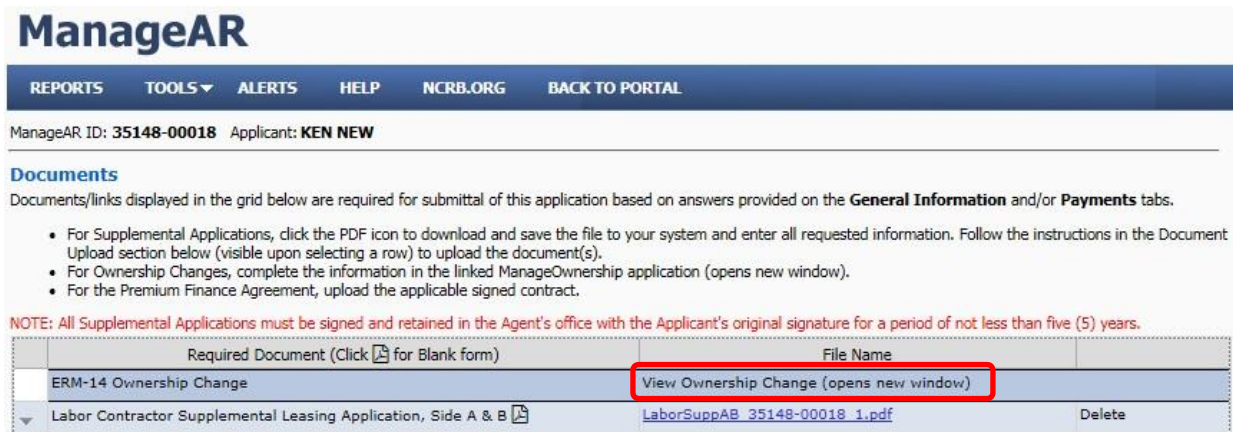 ManageAR
REPORTS TOOLS ALERTS HELP NCRB.ORG BACK TO PORTAL
ManageAR ID: 35148-00018 Applicant: KEN NEW
Documents
Documents/links displayed in the grid below are required for submittal of this application based on answers provided on the General Information and/or Payments tabs.
• For Supplemental Applications, click the PDF icon to download and save the file to your system and enter all requested information. Follow the instructions in the Document
Upload section below (visible upon selecting a row) to upload the document(s).
• For Ownership Changes, complete the information in the linked ManageOwnership application (opens new window).
• For the Premium Finance Agreement, upload the applicable signed contract.
NOTE: All Supplemental Applications must be signed and retained in the Agent's office with the Applicant's original signature for a period of not less than five (5) years.
Required Document (Click for Blank form) File Name
ERM-14 Ownership Change View Ownership Change (opens new window)
Labor Contractor Supplemental Leasing Application, Side A & B LaborSuppAB_35148-00018_1.pdf Delete